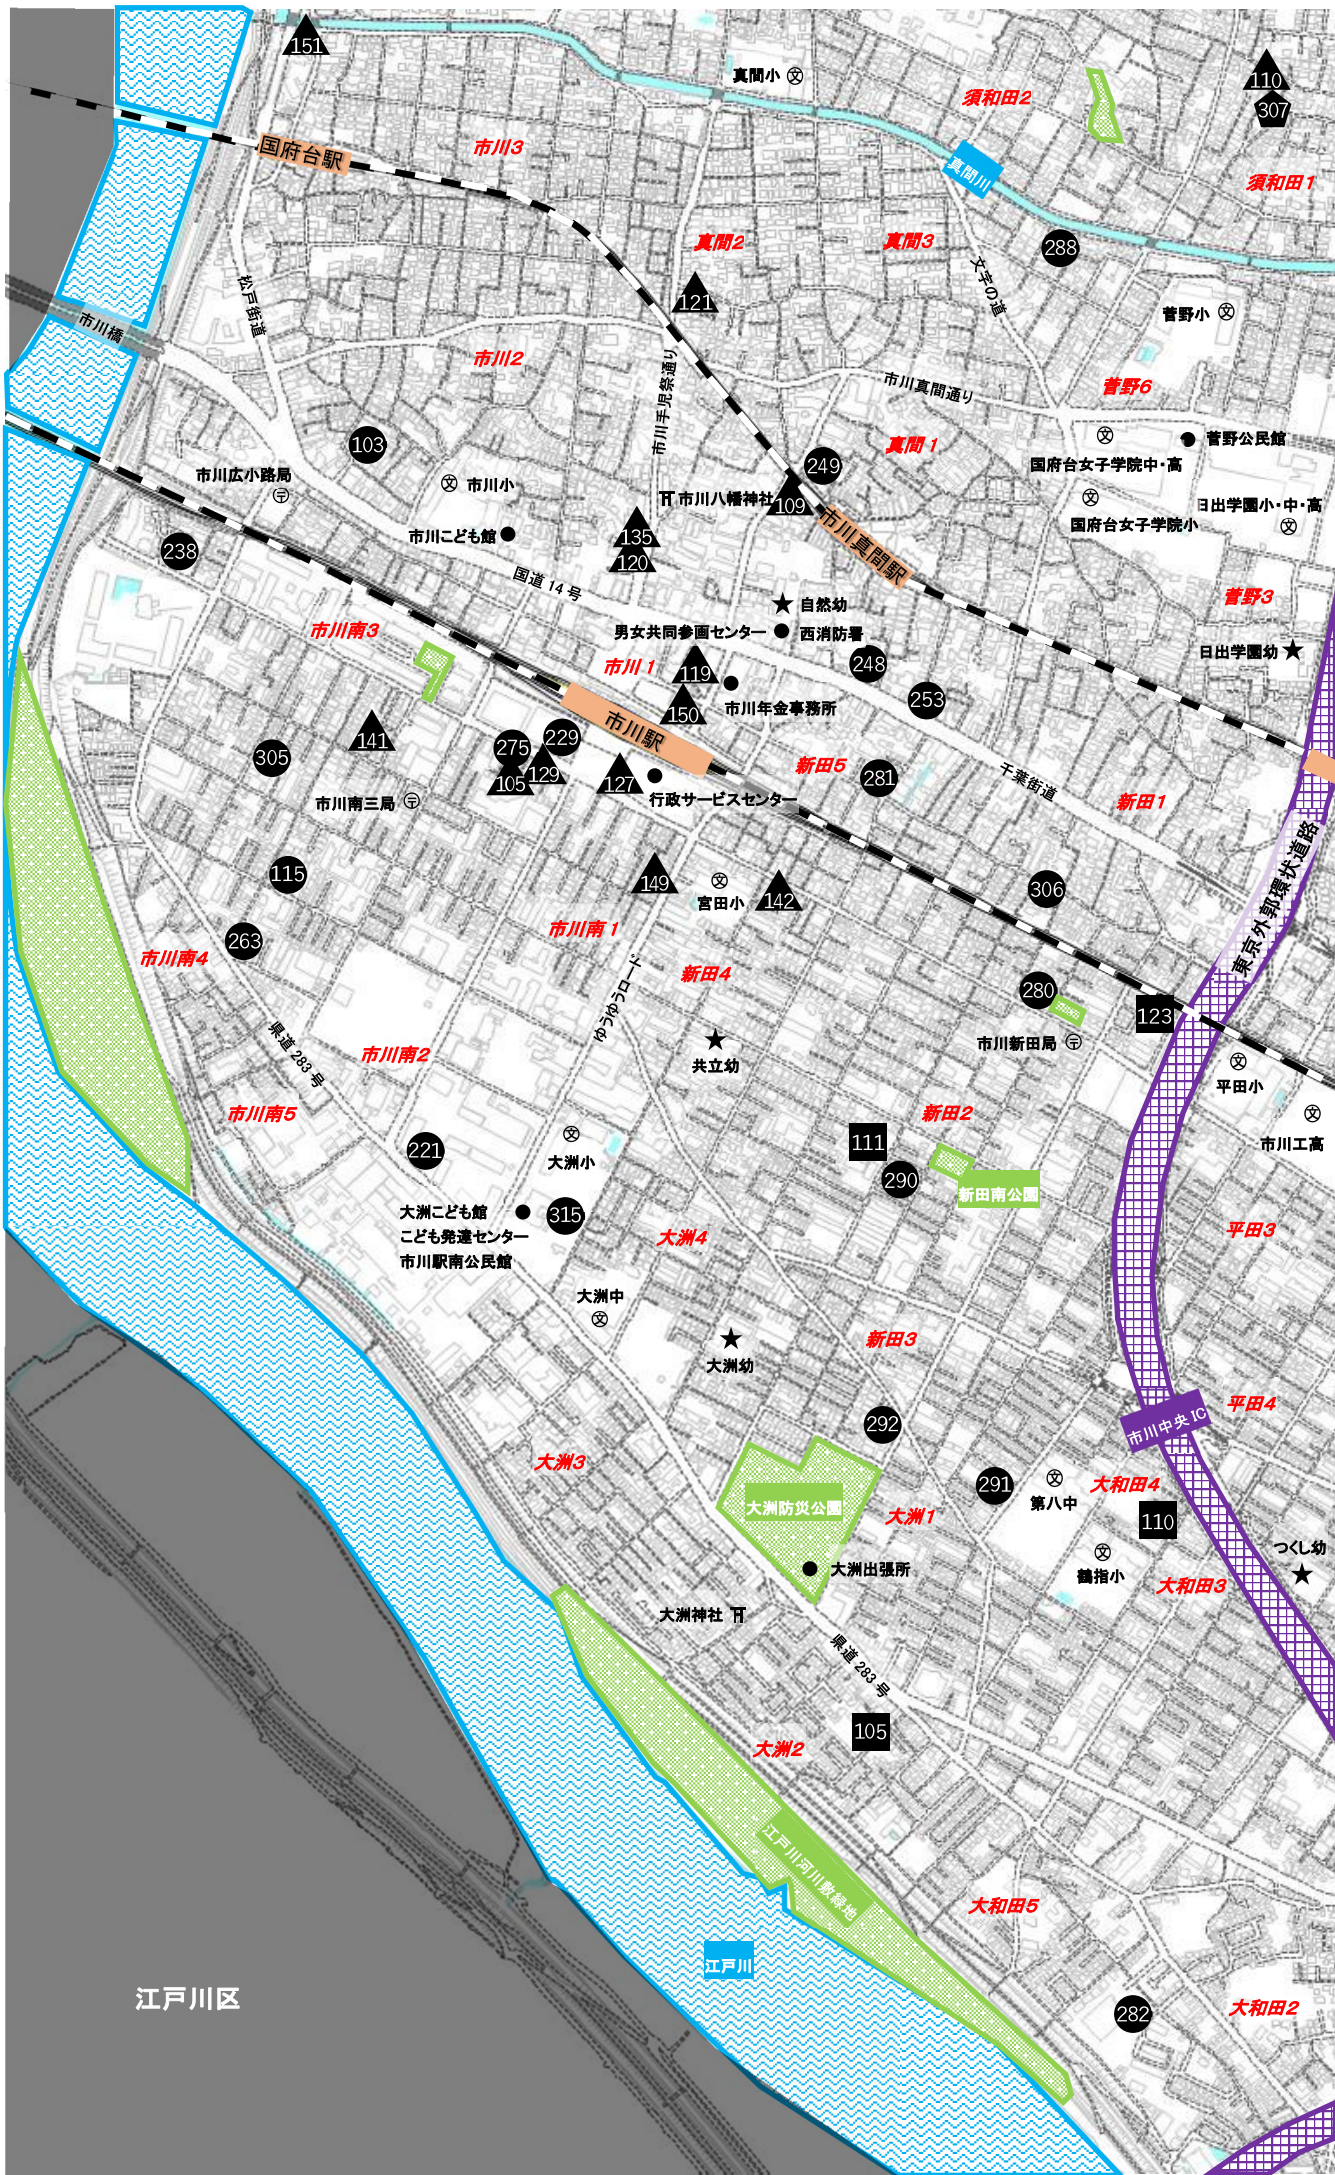 151
真間小
須和田2
110
307
国府台駅
市川3
真間川
須和田1
真間2
真間3
288
文字の道
松戸街道
121
菅野小
市川橋
市川2
市川手児奈通り
市川真間通り
菅野6
103
真間1
菅野公民館
249
国府台女子学院中・高
市川広小路局
市川小
市川八幡神社
109
国府台女子学院小
日出学園小・中・高
市川こども館
135
市川真間駅
238
120
国道14号
菅野3
自然幼
市川南3
男女共同参画センター
西消防署
日出学園幼
市川1
119
248
市川年金事務所
253
150
市川駅
141
275
229
305
129
新田5
281
千葉街道
105
127
行政サービスセンター
新田1
市川南三局
東京外郭環状道路
115
149
宮田小
142
306
市川南1
263
市川南4
新田4
ゆうゆうロード
280
123
県道283号
市川南2
共立幼
市川新田局
平田小
市川南5
新田2
市川工高
221
大洲小
111
290
新田南公園
大洲こども館
315
こども発達センター
大洲4
平田3
市川駅南公民館
大洲中
新田3
大洲幼
平田4
292
市川中央IC
大洲3
291
第八中
大和田4
大洲防災公園
大洲1
110
つくし幼
大洲出張所
鶴指小
大和田3
大洲神社
県道283号
105
大洲2
江戸川河川敷緑地
大和田5
江戸川
江戸川区
282
大和田2